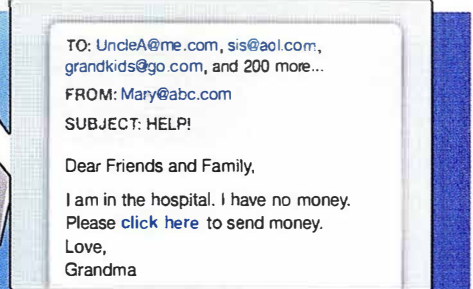 TO: UncleA@me.com, sis@aol.com,
grandkids@go.com, and 200 more...
FROM: Mary@abc.com
SUBJECT: HELP!
Dear Friends and Family,
I am in the hospital. I have no money.
Please click here to send money.
Love,
Grandma